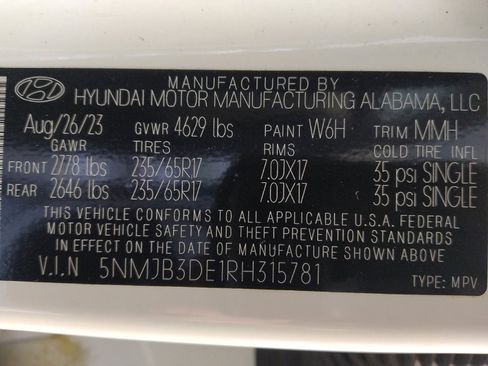 MANUFACTURED BY
HYUNDAI MOTOR MANUFACTURING ALABAMA, LLC
Aug/26/23 GVWR 4629 lbs PAINT W6H TRIM MMH
GAWR TIRES RIMS COLD TIRE INFL
FRONT 2778 lbs 235/65R17 7.0JX17 35 psi SINGLE
REAR 2646 lbs 235/65R17 7.0JX17 35 psi SINGLE
THIS VEHICLE CONFORMS TO ALL APPLICABLE U.S.A. FEDERAL
MOTOR VEHICLE SAFETY AND THEFT PREVENTION STANDARDS
IN EFFECT ON THE DATE OF MANUFACTURE SHOWN ABOVE
V.I.N 5NMJB3DE1RH315781 TYPE: MPV